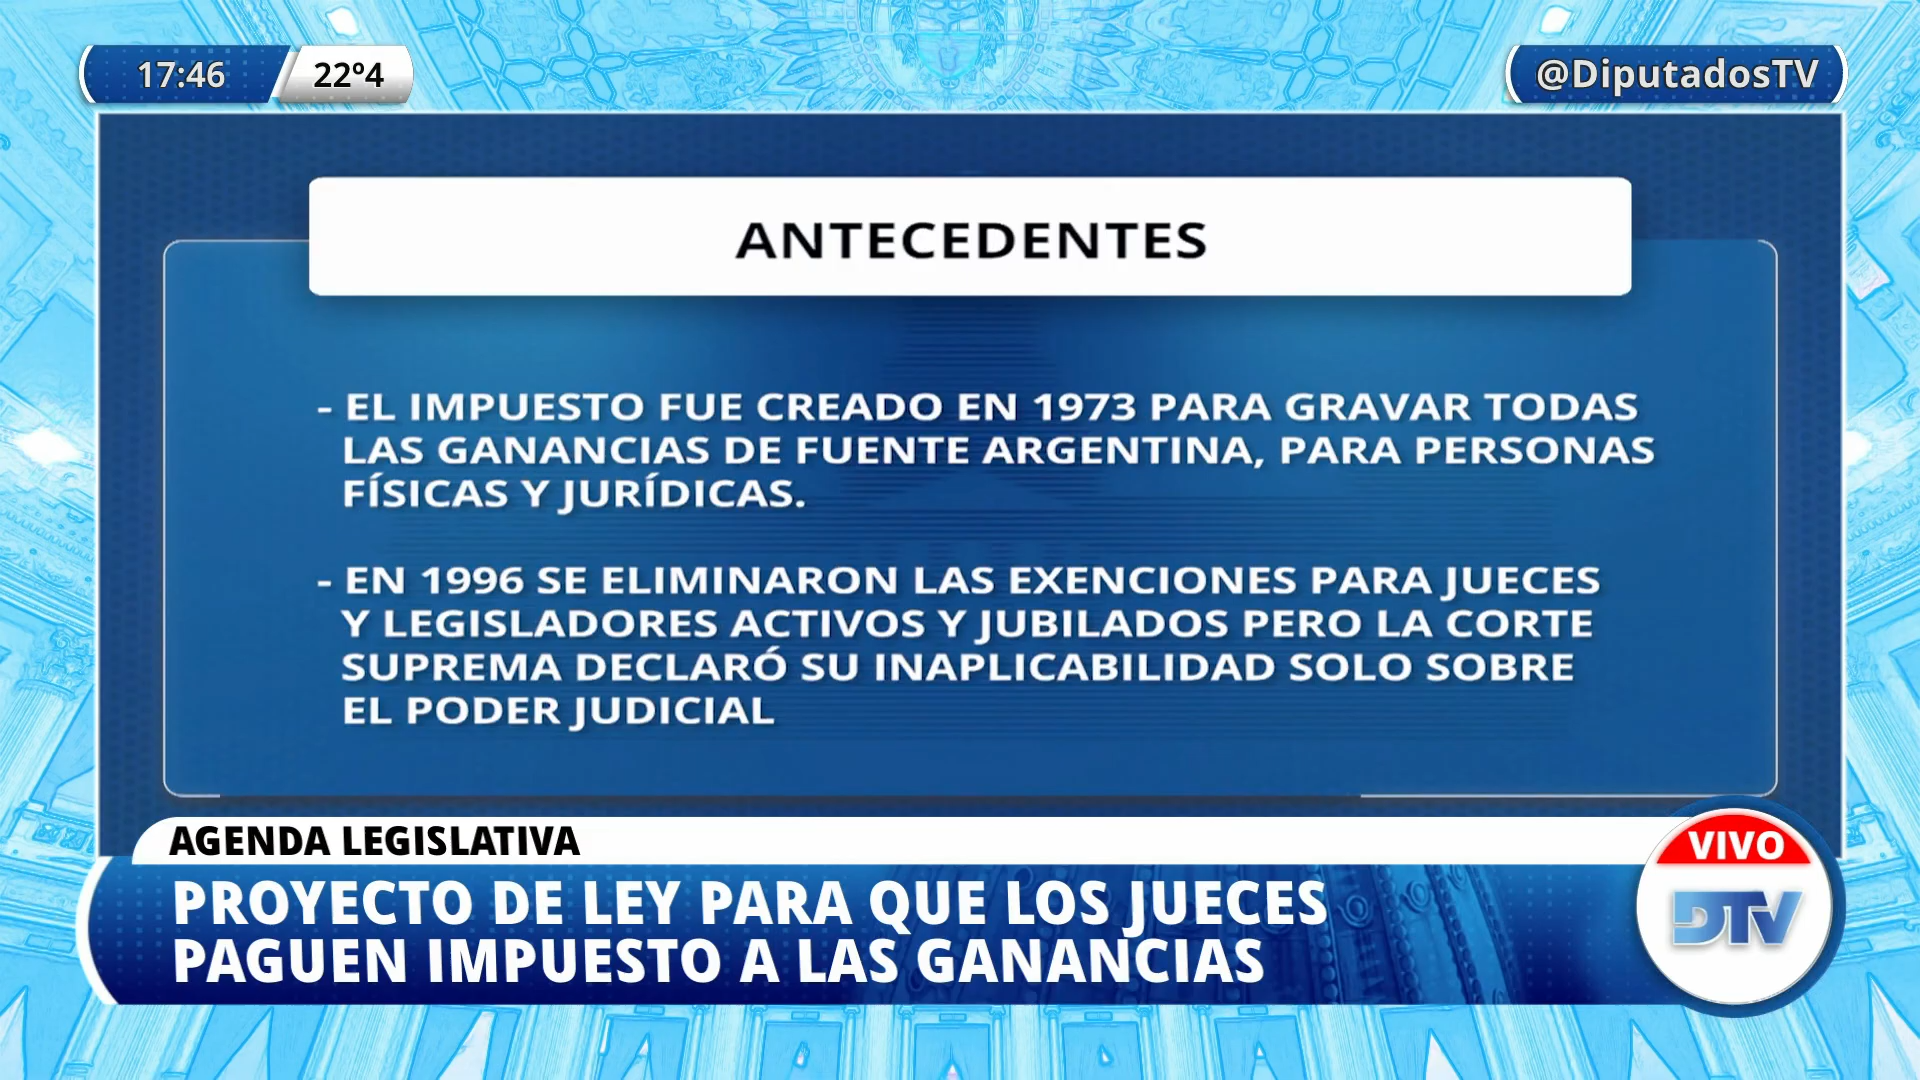 17:46
22º4
@DiputadosTV
ANTECEDENTES
- EL IMPUESTO FUE CREADO EN 1973 PARA GRAVAR TODAS
LAS GANANCIAS DE FUENTE ARGENTINA, PARA PERSONAS
FÍSICAS Y JURÍDICAS.
- EN 1996 SE ELIMINARON LAS EXENCIONES PARA JUECES
Y LEGISLADORES ACTIVOS Y JUBILADOS PERO LA CORTE
SUPREMA DECLARÓ SU INAPLICABILIDAD SOLO SOBRE
EL PODER JUDICIAL
AGENDA LEGISLATIVA
PROYECTO DE LEY PARA QUE LOS JUECES
PAGUEN IMPUESTO A LAS GANANCIAS
VIVO
DTV